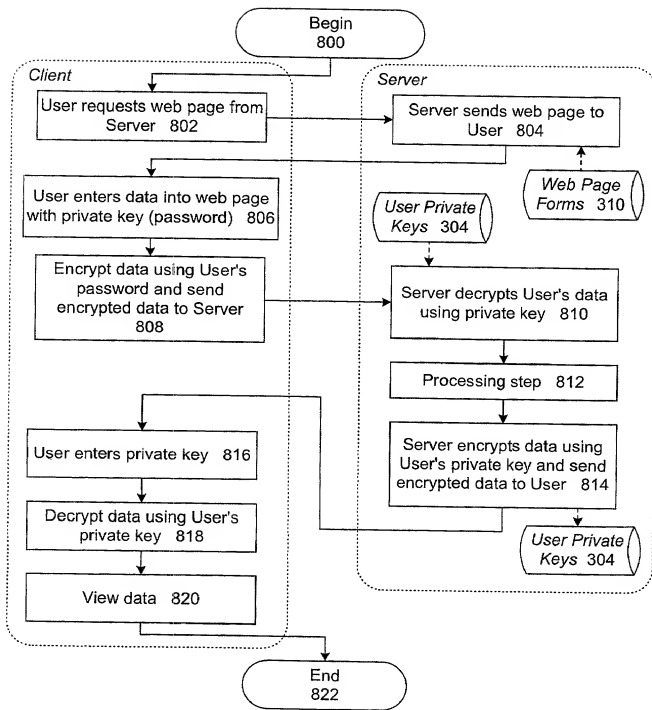 Begin
800
Client
Server
User requests web page from
Server 802
Server sends web page to
User 804
Web Page
Forms 310
User enters data into web page
with private key (password) 806
User Private
Keys 304
Encrypt data using User's
password and send
encrypted data to Server
808
Server decrypts User's data
using private key 810
Processing step 812
Server encrypts data using
User's private key and send
encrypted data to User 814
User enters private key 816
Decrypt data using User's
private key 818
User Private
Keys 304
View data 820
End
822